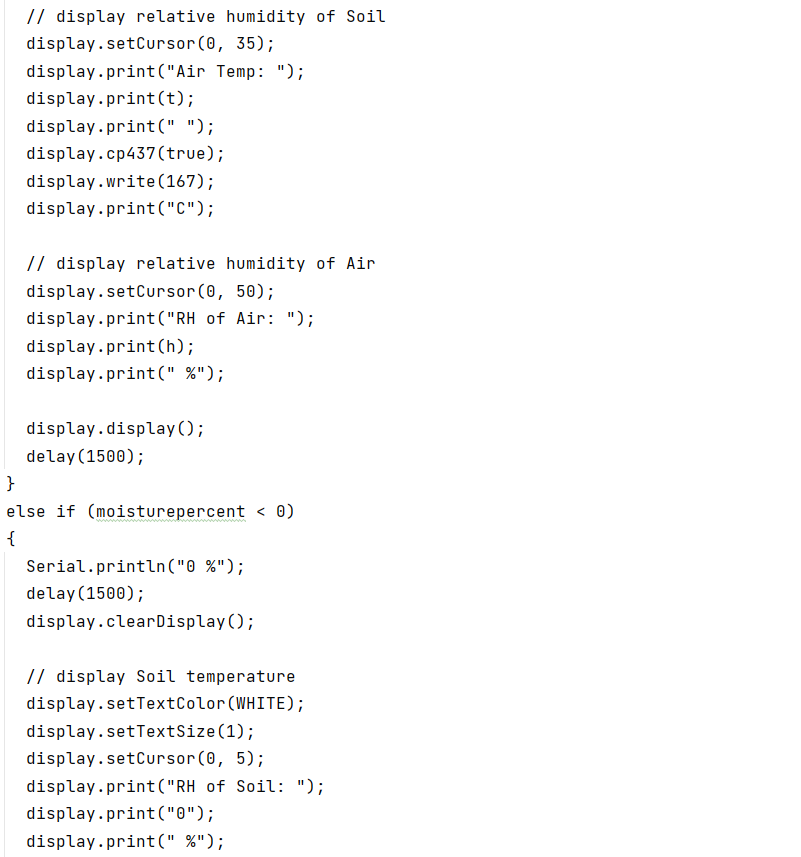 // display relative humidity of Soil
display.setCursor(0, 35);
display.print("Air Temp: ");
display.print(t);
display.print(" ");
display.cp437(true);
display.write(167);
display.print("C");
// display relative humidity of Air
display.setCursor(0, 50);
display.print("RH of Air: ");
display.print(h);
display.print(" %");
display.display();
delay(1500);
}
else if (moisturepercent < 0)
{
Serial.println("0 %");
delay(1500);
display.clearDisplay();
// display Soil temperature
display.setTextColor(WHITE);
display.setTextSize(1);
display.setCursor(0, 5);
display.print("RH of Soil: ");
display.print("0");
display.print(" %");